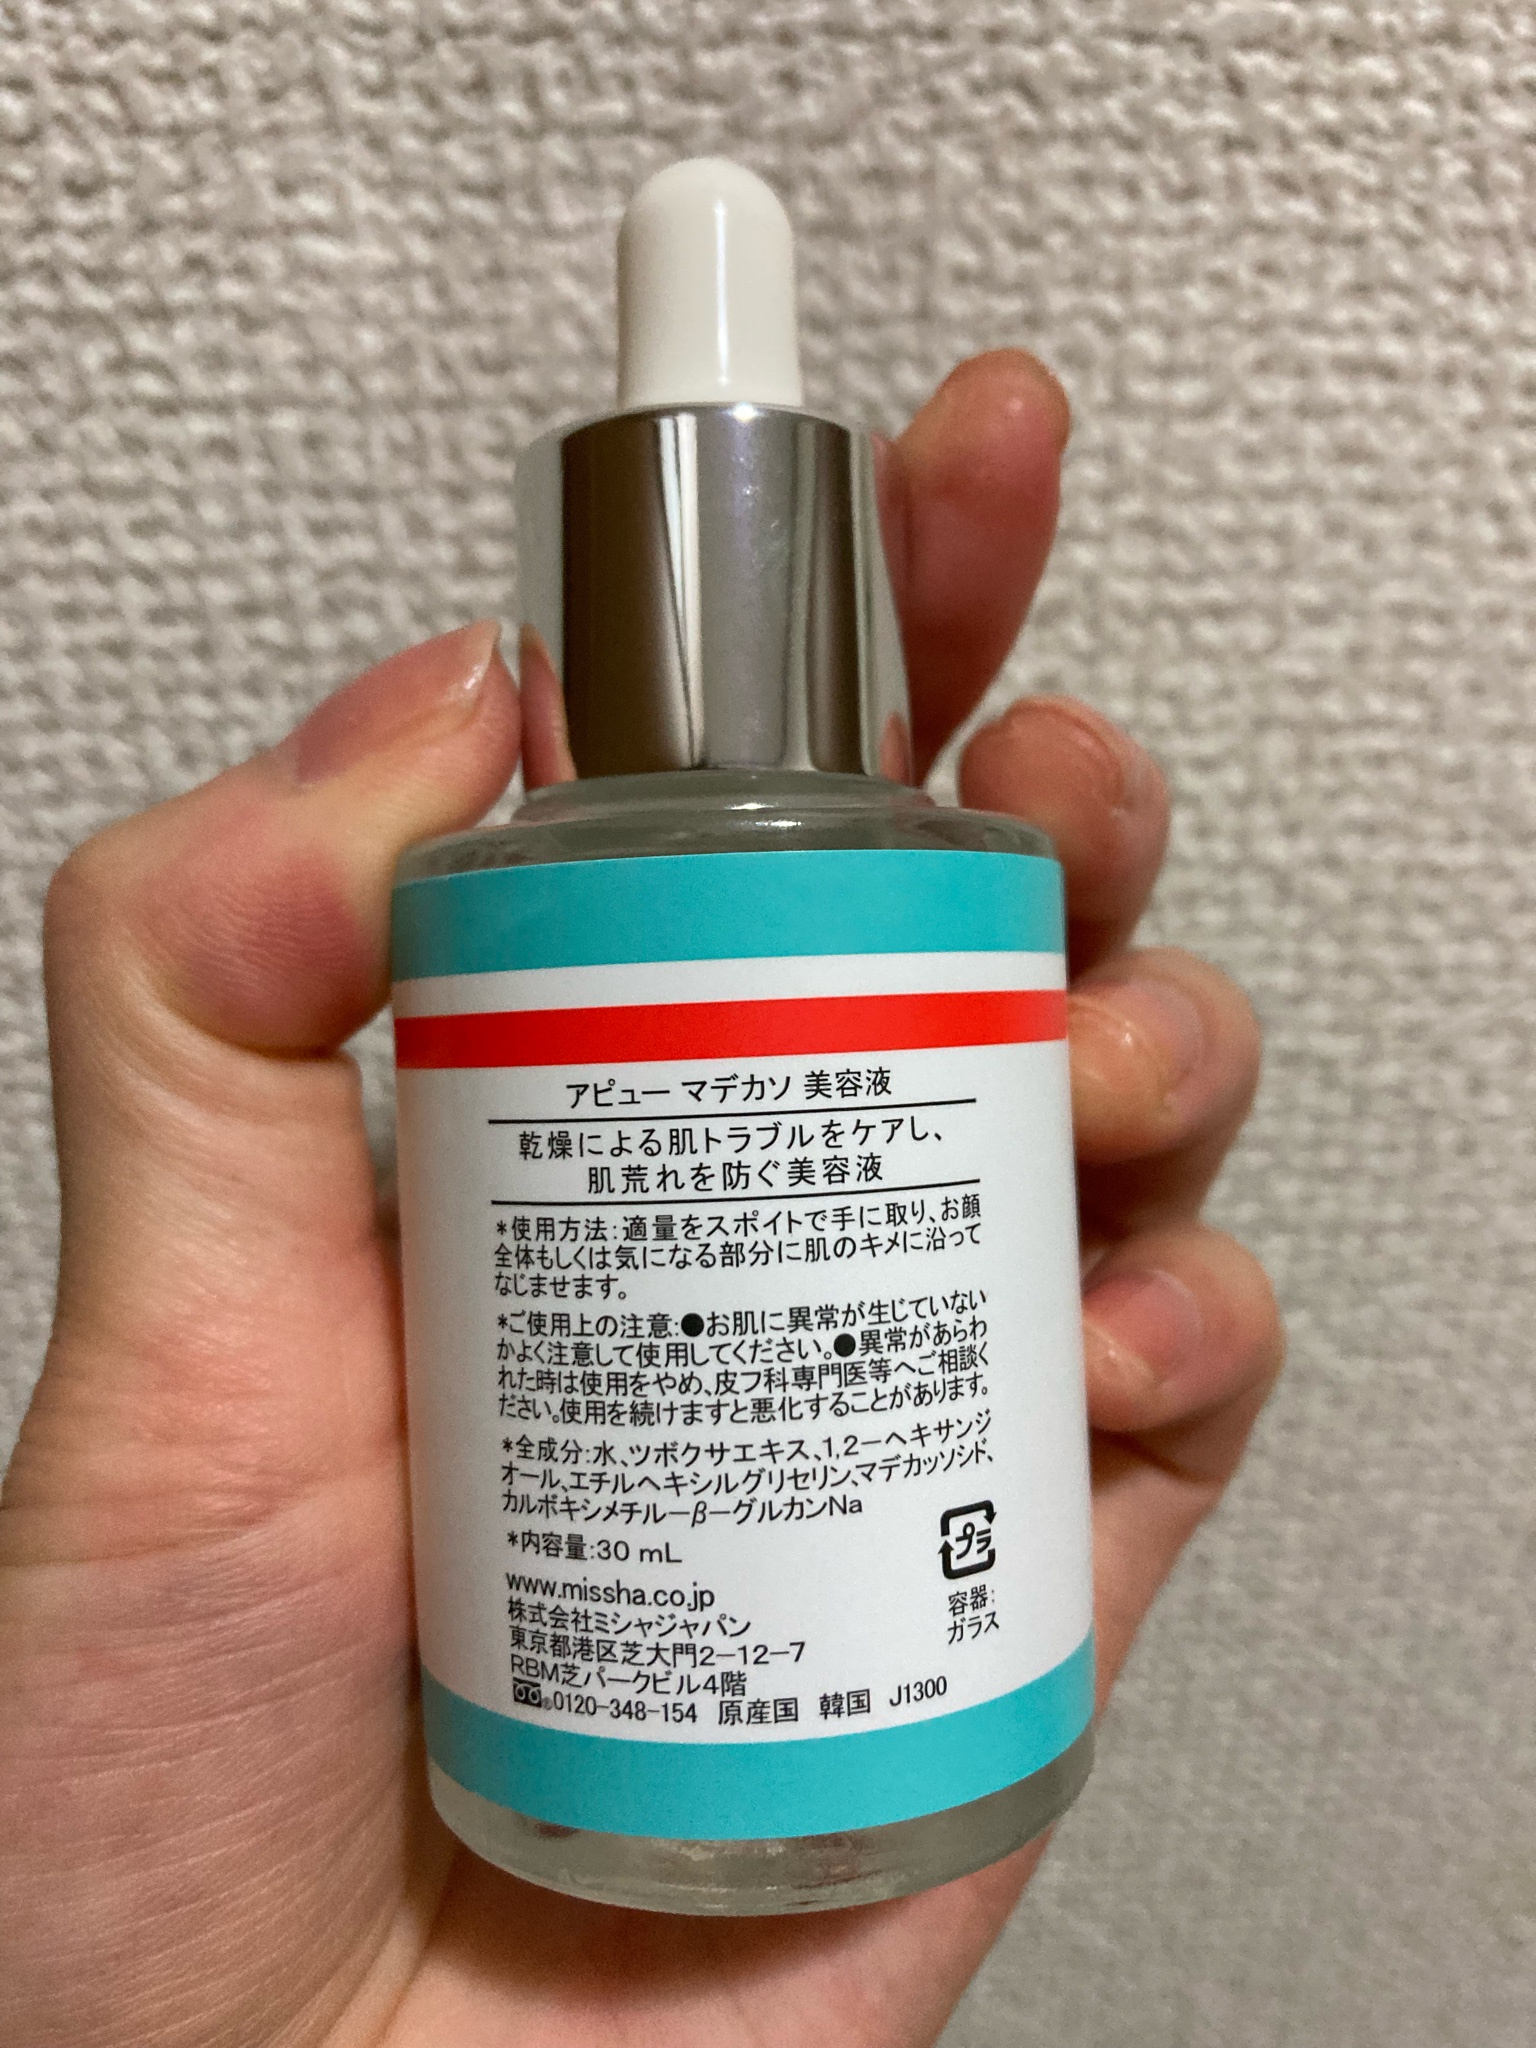 アピュー マデカソ 美容液
乾燥による肌トラブルをケアし、
肌荒れを防ぐ美容液
*使用方法:適量をスポイトで手に取り、お顔
全体もしくは気になる部分に肌のキメに沿って
なじませます。
*ご使用上の注意:●お肌に異常が生じていない
かよく注意して使用してください。●異常があらわ
れた時は使用をやめ、皮フ科専門医等へご相談く
ださい。使用を続けますと悪化することがあります。
*全成分:水、ツボクサエキス、1,2-ヘキサンジ
オール、エチルヘキシルグリセリン、マデカッソシド、
カルボキシメチル-β-グルカンNa
*内容量:30 mL
プラ
容器:
ガラス
www.missha.co.jp
株式会社ミシャジャパン
東京都港区芝大門2-12-7
RBM芝パークビル4階
®0120-348-154 原産国 韓国 J1300